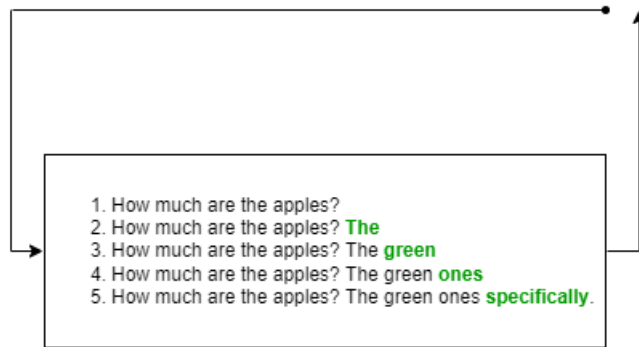 1. How much are the apples?
2. How much are the apples? The
3. How much are the apples? The green
4. How much are the apples? The green ones
5. How much are the apples? The green ones specifically.